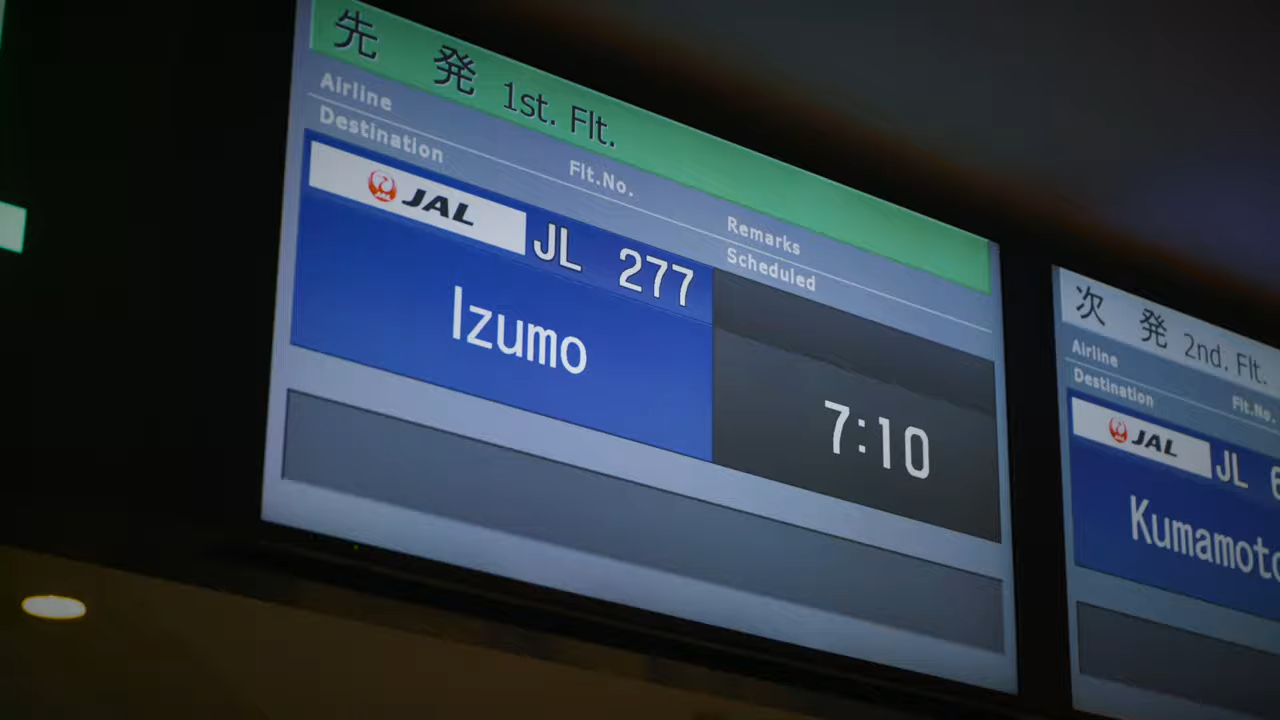 先 発 1st. Flt.
Airline
Destination
Flt.No.
Remarks
Scheduled
JAL JL 277
Izumo
7:10
次 発 2nd. Flt.
Airline
Destination
Flt.No.
JAL JL
Kumamoto